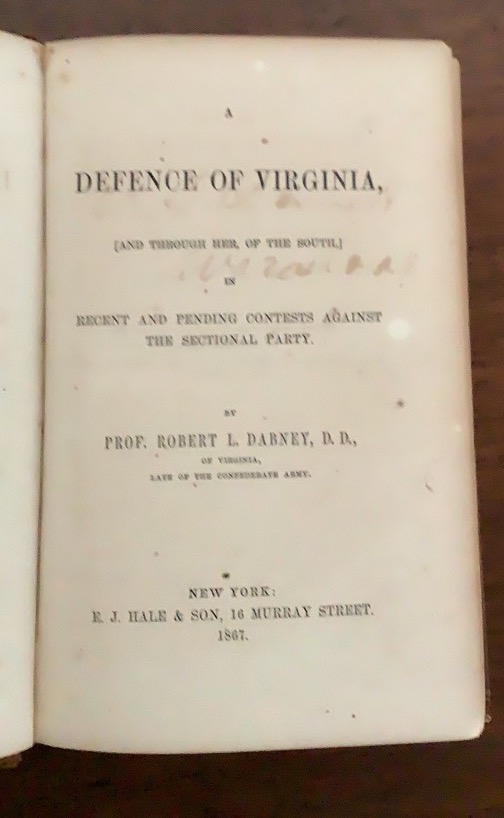 A
DEFENCE OF VIRGINIA,
[AND THROUGH HER, OF THE SOUTH,]
IN
RECENT AND PENDING CONTESTS AGAINST
THE SECTIONAL PARTY.
BY
PROF. ROBERT L. DABNEY, D. D.,
OF VIRGINIA,
LATE OF THE CONFEDERATE ARMY.
NEW YORK:
E. J. HALE & SON, 16 MURRAY STREET.
1867.